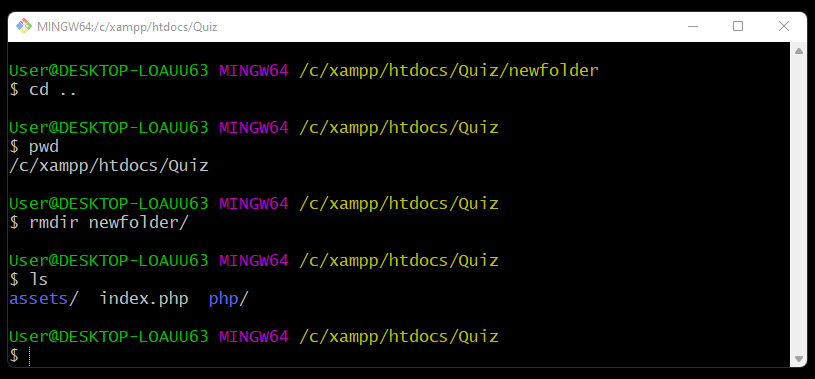 MINGW64:/c/xampp/htdocs/Quiz
User@DESKTOP-LOAUU63 MINGW64 /c/xampp/htdocs/Quiz/newfolder
$ cd ..
User@DESKTOP-LOAUU63 MINGW64 /c/xampp/htdocs/Quiz
$ pwd
/c/xampp/htdocs/Quiz
User@DESKTOP-LOAUU63 MINGW64 /c/xampp/htdocs/Quiz
$ rmdir newfolder/
User@DESKTOP-LOAUU63 MINGW64 /c/xampp/htdocs/Quiz
$ ls
assets/  index.php  php/
User@DESKTOP-LOAUU63 MINGW64 /c/xampp/htdocs/Quiz
$